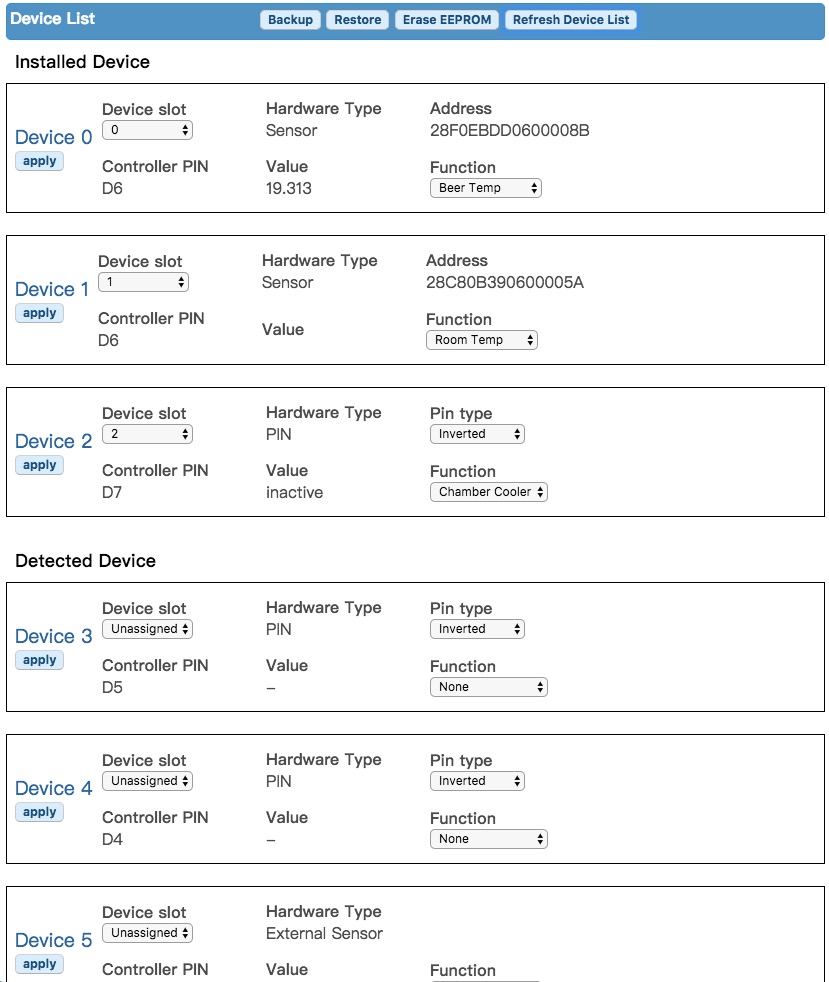 Device List Backup Restore Erase EEPROM Refresh Device List
Installed Device
Device slot Hardware Type Address
Device 0 0 Sensor 28F0EBDD0600008B
apply
Controller PIN Value Function
D6 19.313 Beer Temp
Device slot Hardware Type Address
Device 1 1 Sensor 28C80B390600005A
apply
Controller PIN Value Function
D6 Room Temp
Device slot Hardware Type Pin type
Device 2 2 PIN Inverted
apply
Controller PIN Value Function
D7 inactive Chamber Cooler
Detected Device
Device slot Hardware Type Pin type
Device 3 Unassigned PIN Inverted
apply
Controller PIN Value Function
D5 – None
Device slot Hardware Type Pin type
Device 4 Unassigned PIN Inverted
apply
Controller PIN Value Function
D4 – None
Device slot Hardware Type
Device 5 Unassigned External Sensor
apply
Controller PIN Value Function